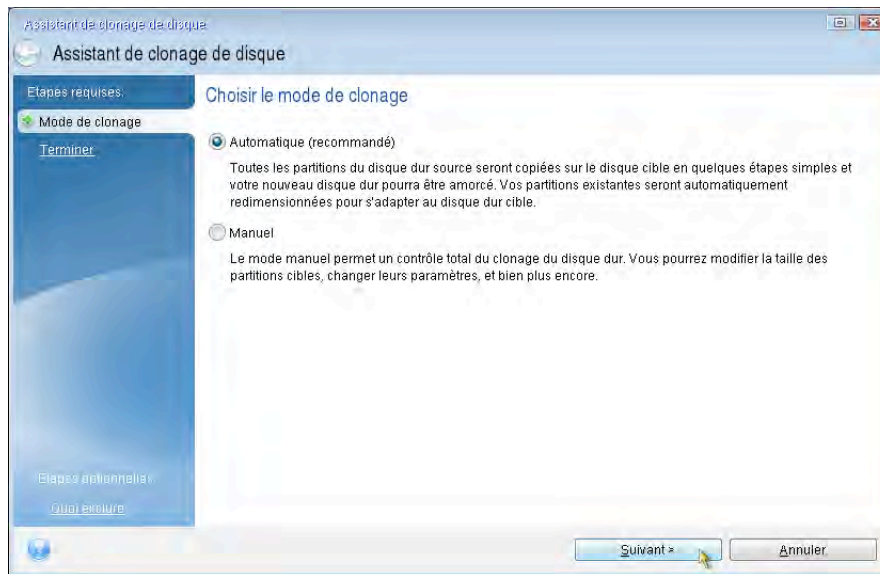 Assistant de clonage de disque
Assistant de clonage de disque
Etapes requises:
Mode de clonage
Terminer
Choisir le mode de clonage
Automatique (recommandé)
Toutes les partitions du disque dur source seront copiées sur le disque cible en quelques étapes simples et
votre nouveau disque dur pourra être amorcé. Vos partitions existantes seront automatiquement
redimensionnées pour s'adapter au disque dur cible.
Manuel
Le mode manuel permet un contrôle total du clonage du disque dur. Vous pourrez modifier la taille des
partitions cibles, changer leurs paramètres, et bien plus encore.
Etapes optionnelles:
Quoi exclure
Suivant >
Annuler